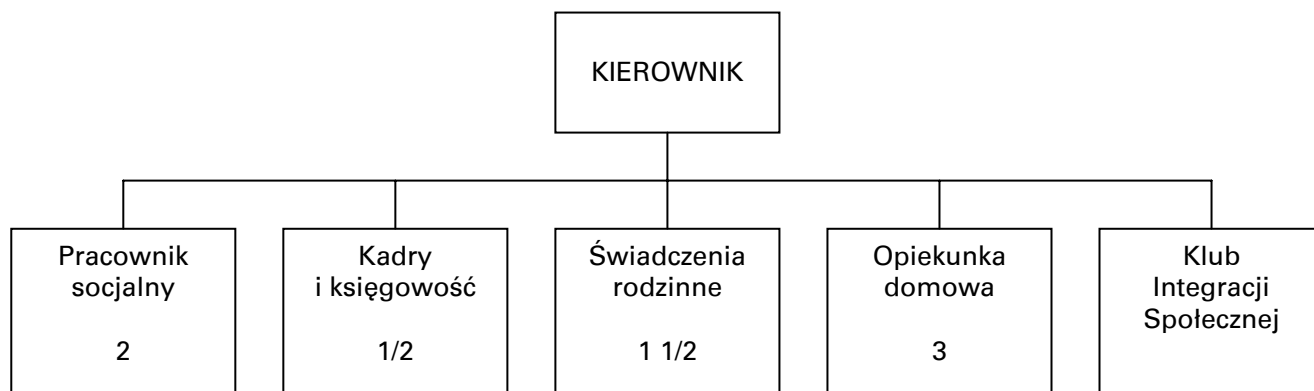 KIEROWNIK
Pracownik
socjalny
2
Kadry
i księgowość
1/2
Świadczenia
rodzinne
1 1/2
Opiekunka
domowa
3
Klub
Integracji
Społecznej